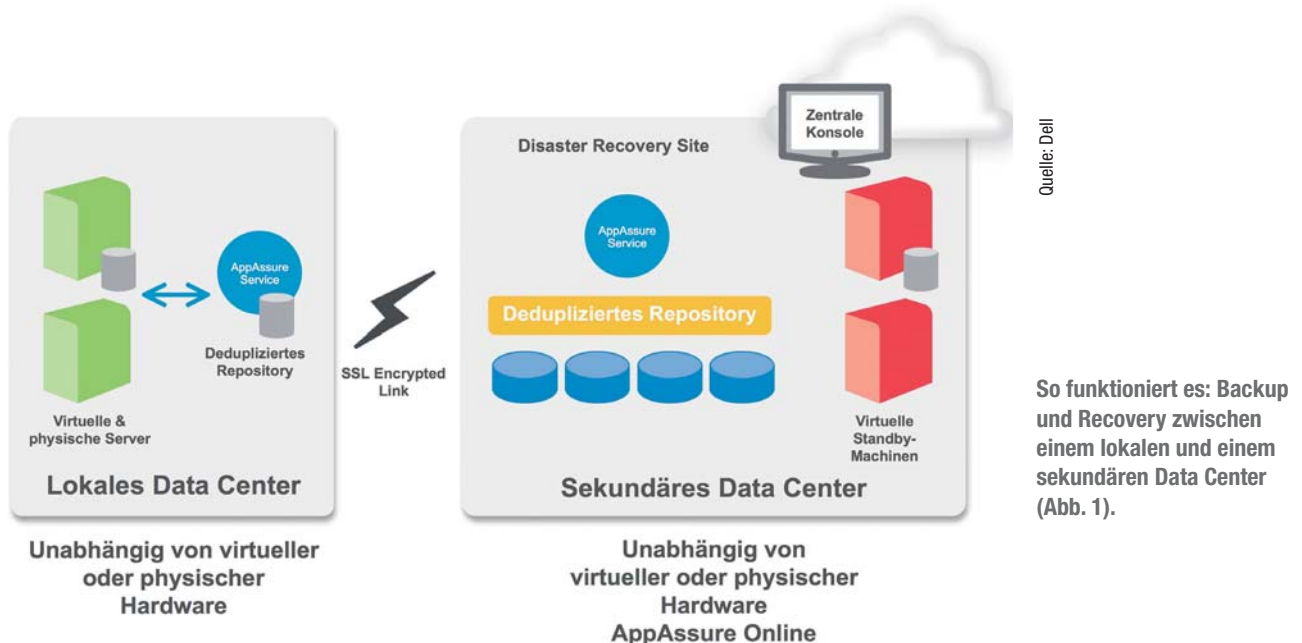 Zentrale
Konsole
Disaster Recovery Site
AppAssure
Service
AppAssure
Service
Dedupliziertes Repository
Dedupliziertes
Repository
SSL Encrypted
Link
Virtuelle &
physische Server
Virtuelle
Standby-
Machinen
Lokales Data Center
Sekundäres Data Center
Unabhängig von virtueller
oder physischer
Hardware
Unabhängig von
virtueller oder physischer
Hardware
AppAssure Online
Quelle: Dell
So funktioniert es: Backup
und Recovery zwischen
einem lokalen und einem
sekundären Data Center
(Abb. 1).